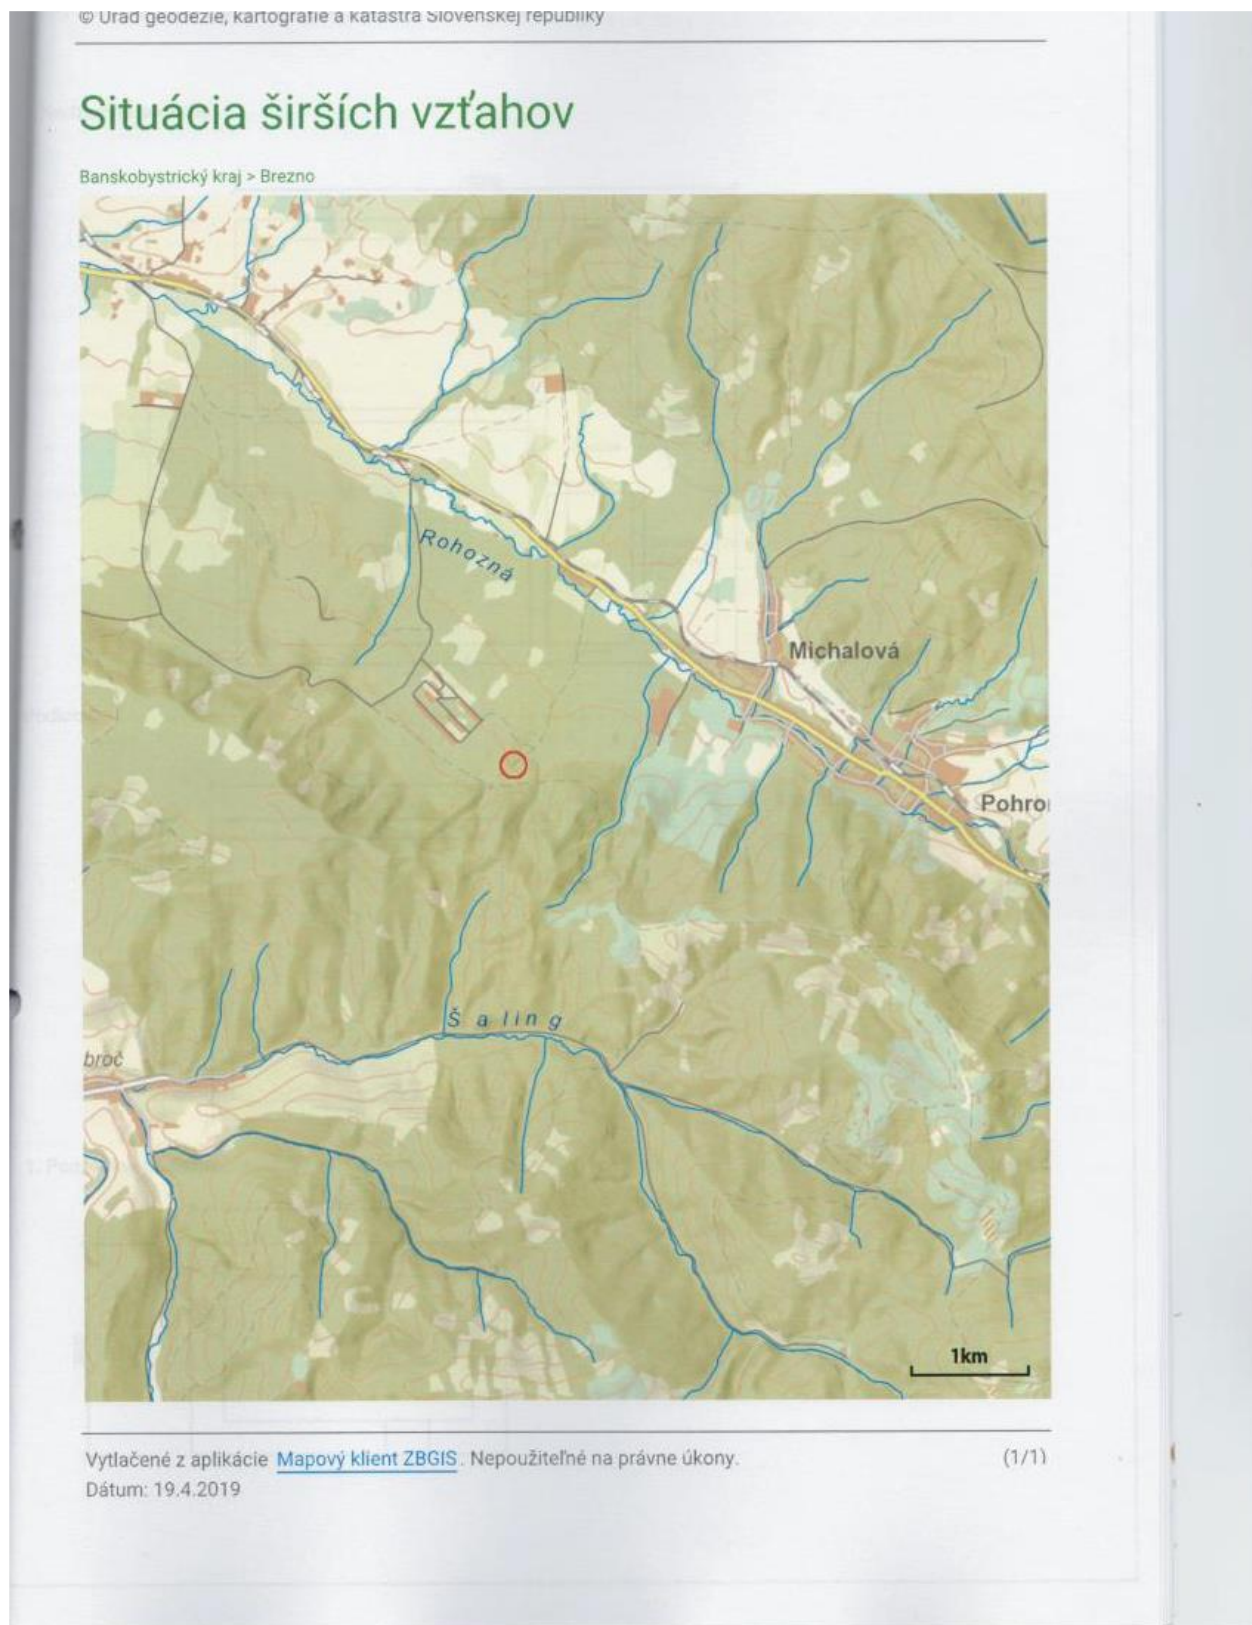 © Úrad geodézie, kartografie a katastra Slovenskej republiky
Situácia širších vzťahov
Banskobystrický kraj > Brezno
Rohozná
Michalová
Pohro
Š a l i n g
broč
1km
Vytlačené z aplikácie Mapový klient ZBGIS. Nepoužiteľné na právne úkony. (1/1)
Dátum: 19.4.2019